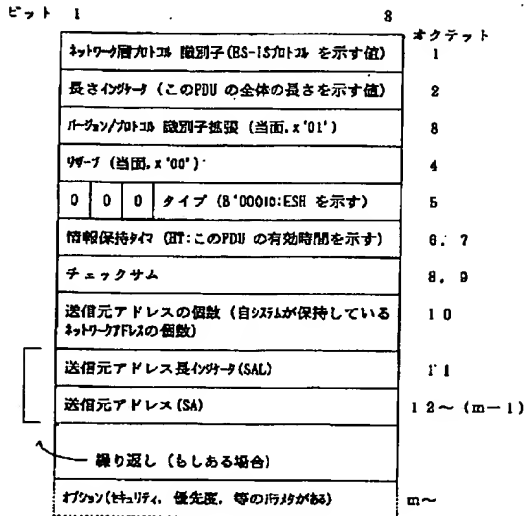 ビット 1 8
オクテット
ネットワーク層プロトコル 識別子(ES-ISプロトコル を示す値) 1
長さインジケータ (このPDU の全体の長さを示す値) 2
バージョン/プロトコル 識別子拡張 (当面,x'01') 3
リザーブ (当面,x'00') 4
0 0 0 タイプ (B'00010:ESH を示す) 5
情報保持タイマ (HT:このPDU の有効時間を示す) 6, 7
チェックサム 8, 9
送信元アドレスの個数 (自システムが保持している 10
ネットワークアドレスの個数)
送信元アドレス長インジケータ(SAL) 11
送信元アドレス(SA) 12~(m-1)
繰り返し (もしある場合)
オプション(セキュリティ, 優先度, 等のパラメタがある) m~